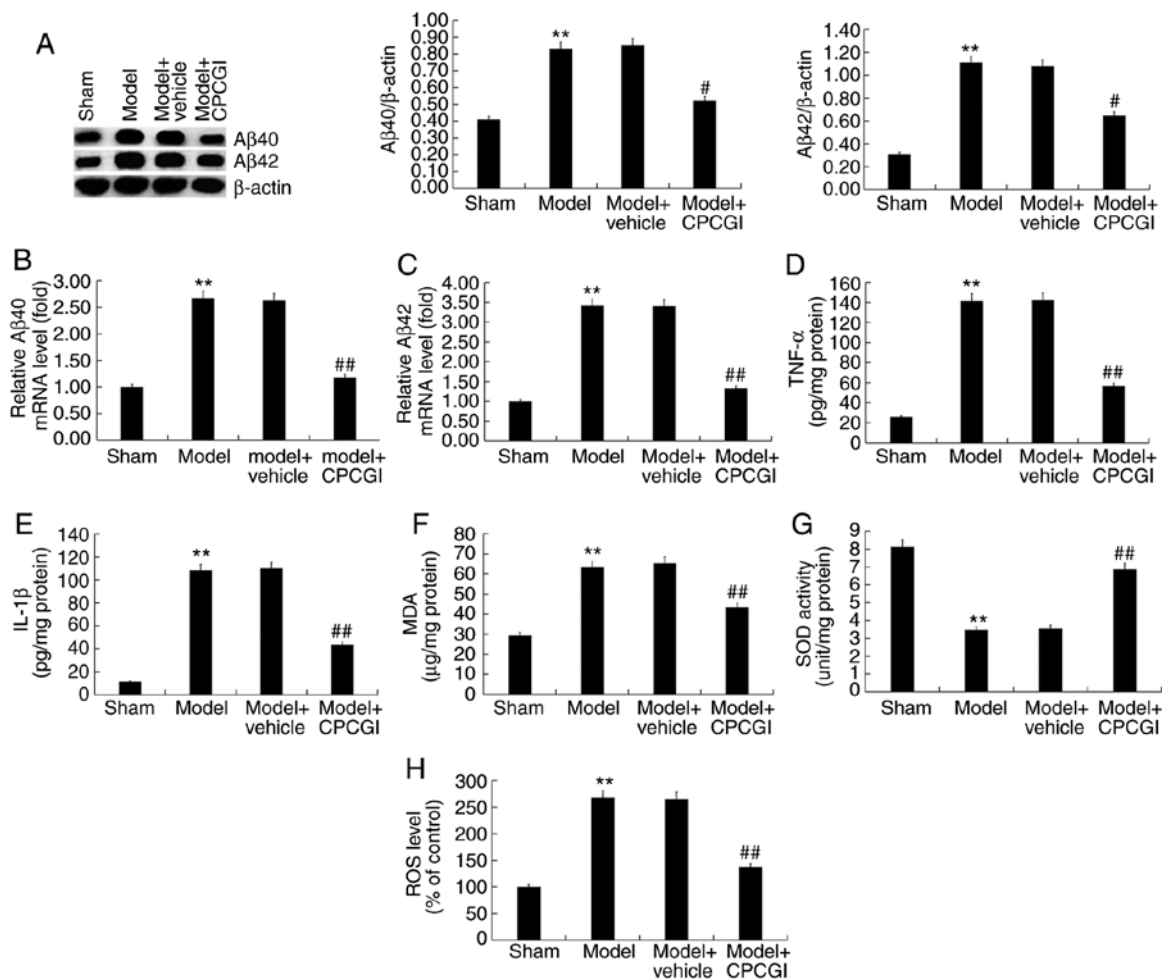 A
Sham
Model
Model+
vehicle
Model+
CPCGI
Aβ40
Aβ42
β-actin
Aβ40/β-actin
1.00
0.90
0.80
0.70
0.60
0.50
0.40
0.30
0.20
0.10
0.00
**
#
Sham
Model
Model+
vehicle
Model+
CPCGI
Aβ42/β-actin
1.40
1.20
1.00
0.80
0.60
0.40
0.20
0.00
**
#
Sham
Model
Model+
vehicle
Model+
CPCGI
B
Relative Aβ40
mRNA level (fold)
3.00
2.50
2.00
1.50
1.00
0.50
0.00
**
##
Sham
Model
model+
vehicle
model+
CPCGI
C
Relative Aβ42
mRNA level (fold)
4.00
3.50
3.00
2.50
2.00
1.50
1.00
0.50
0.00
**
##
Sham
Model
Model+
vehicle
Model+
CPCGI
D
TNF-α
(pg/mg protein)
160
140
120
100
80
60
40
20
0
**
##
Sham
Model
Model+
vehicle
Model+
CPCGI
E
IL-1β
(pg/mg protein)
140
120
100
80
60
40
20
0
**
##
Sham
Model
Model+
vehicle
Model+
CPCGI
F
MDA
(μg/mg protein)
80
70
60
50
40
30
20
10
0
**
##
Sham
Model
Model+
vehicle
Model+
CPCGI
G
SOD activity
(unit/mg protein)
9
8
7
6
5
4
3
2
1
0
**
##
Sham
Model
Model+
vehicle
Model+
CPCGI
H
ROS level
(% of control)
300
250
200
150
100
50
0
**
##
Sham
Model
Model+
vehicle
Model+
CPCGI